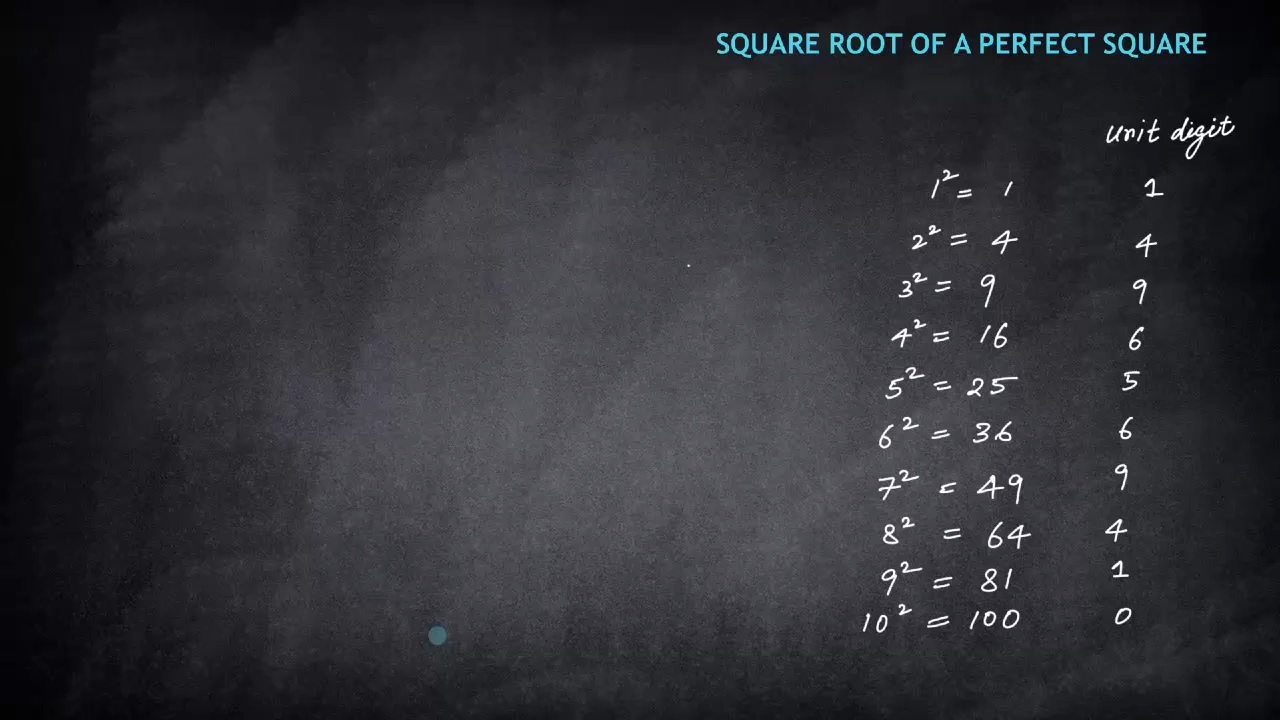 SQUARE ROOT OF A PERFECT SQUARE
unit digit
1² = 1 1
2² = 4 4
3² = 9 9
4² = 16 6
5² = 25 5
6² = 36 6
7² = 49 9
8² = 64 4
9² = 81 1
10² = 100 0